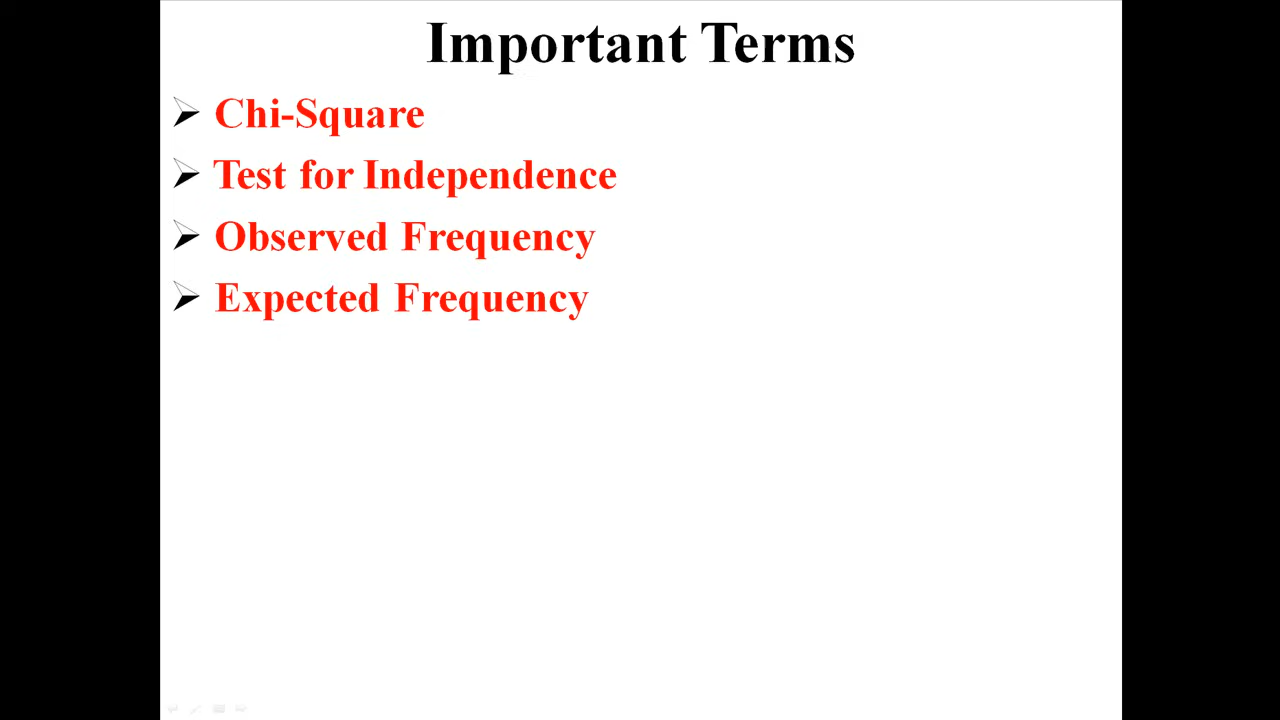 Important Terms
Chi-Square
Test for Independence
Observed Frequency
Expected Frequency